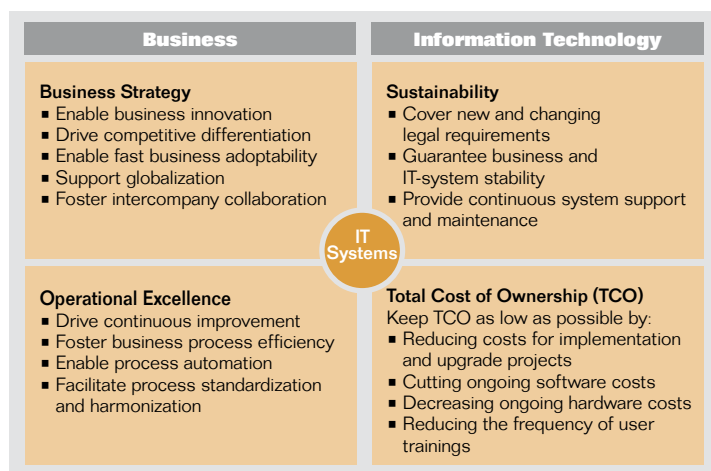 Business
Information Technology
Business Strategy
■ Enable business innovation
■ Drive competitive differentiation
■ Enable fast business adoptability
■ Support globalization
■ Foster intercompany collaboration
Sustainability
■ Cover new and changing
legal requirements
■ Guarantee business and
IT-system stability
■ Provide continuous system support
and maintenance
IT
Systems
Operational Excellence
■ Drive continuous improvement
■ Foster business process efficiency
■ Enable process automation
■ Facilitate process standardization
and harmonization
Total Cost of Ownership (TCO)
Keep TCO as low as possible by:
■ Reducing costs for implementation
and upgrade projects
■ Cutting ongoing software costs
■ Decreasing ongoing hardware costs
■ Reducing the frequency of user
trainings